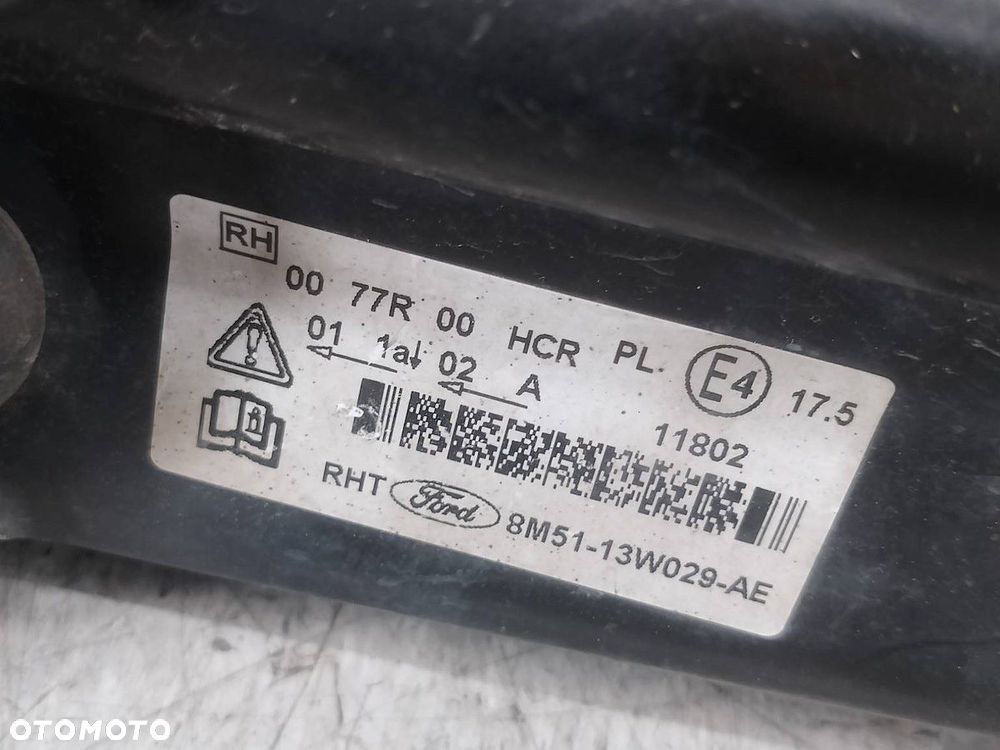 RH
00 77R 00 HCR PL. E4 17.5
01 1a↓ 02 A 11802
RHT Ford 8M51-13W029-AE
OTOMOTO